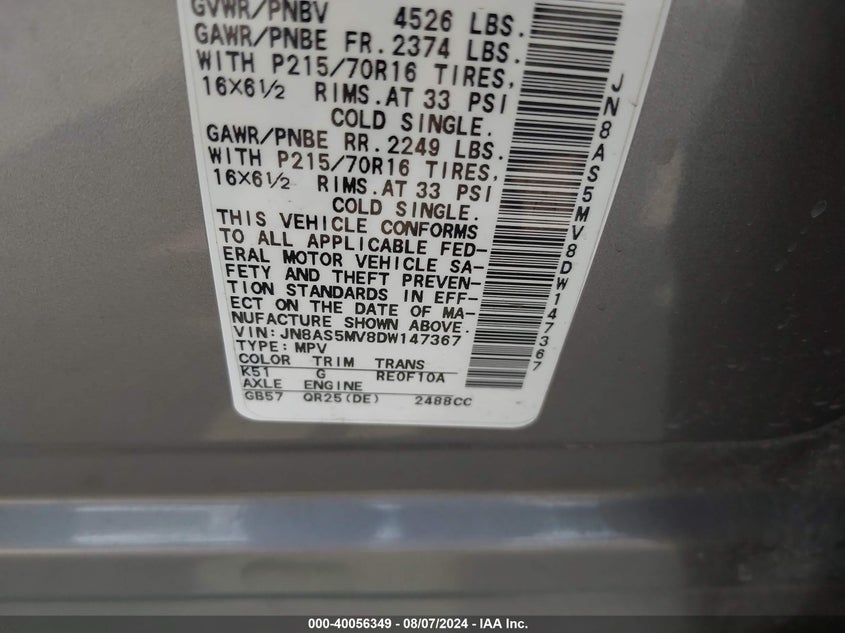 GVWR/PNBV 4526 LBS.
GAWR/PNBE FR. 2374 LBS.
WITH P215/70R16 TIRES,
16X6½ RIMS.AT 33 PSI
COLD SINGLE.
GAWR/PNBE RR. 2249 LBS.
WITH P215/70R16 TIRES,
16X6½ RIMS.AT 33 PSI
COLD SINGLE.
THIS VEHICLE CONFORMS
TO ALL APPLICABLE FED-
ERAL MOTOR VEHICLE SA-
FETY AND THEFT PREVEN-
TION STANDARDS IN EFF-
ECT ON THE DATE OF MA-
NUFACTURE SHOWN ABOVE.
VIN:JN8AS5MV8DW147367
TYPE:MPV
COLOR TRIM TRANS
K51 G RE0F10A
AXLE ENGINE
GB57 QR25(DE) 2488CC
JN8AS5MV8DW147367
000-40056349 | 08/07/2024 | IAA Inc.